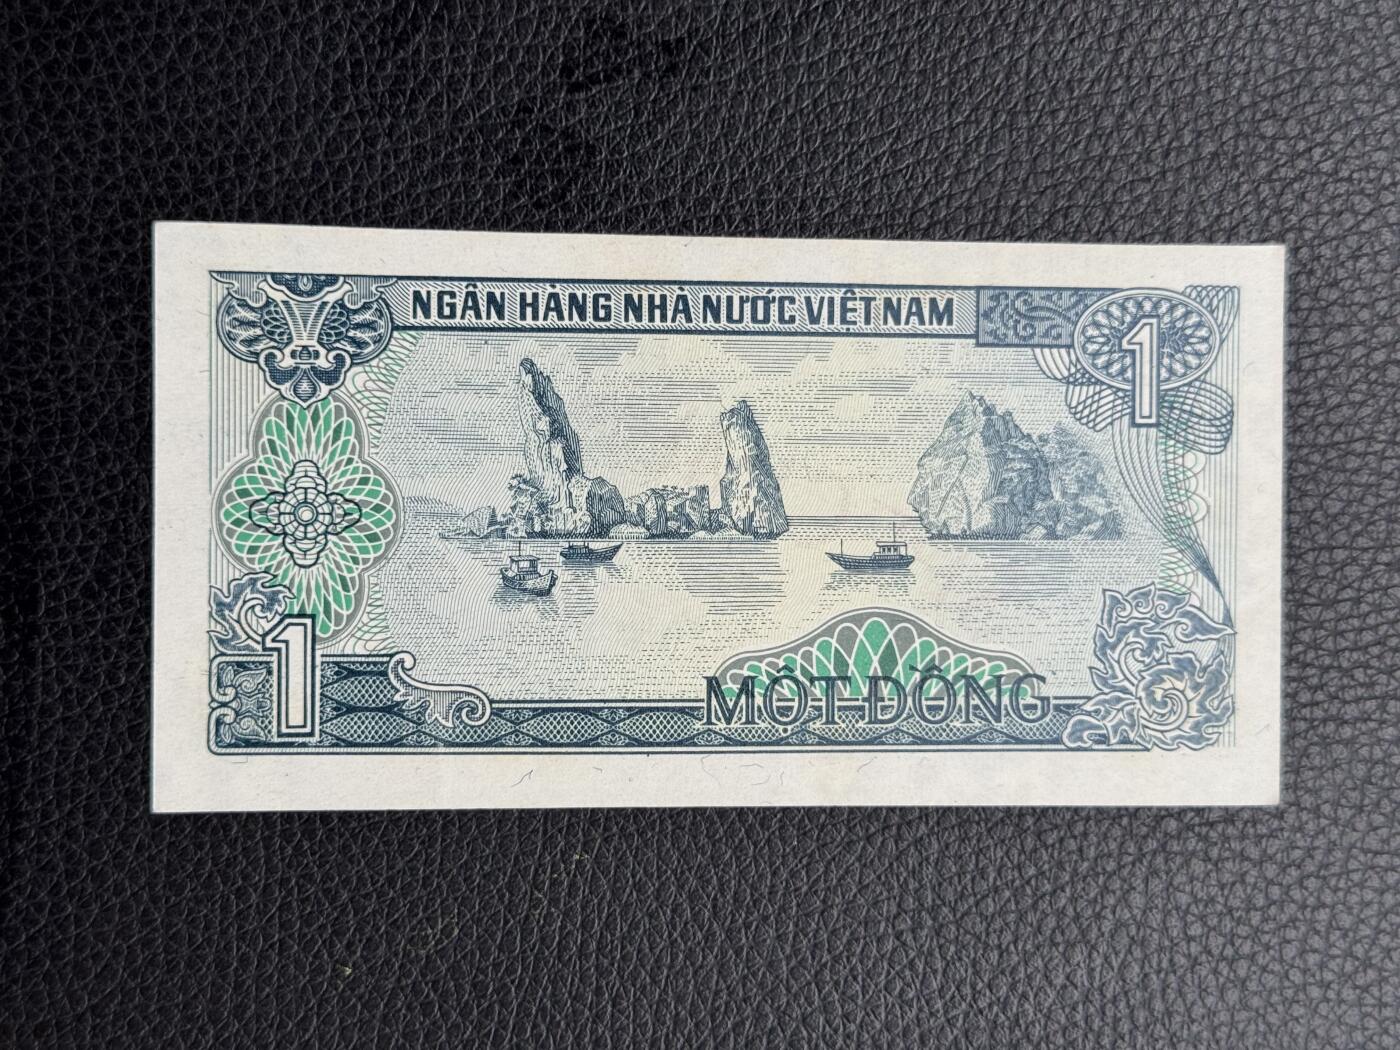 NGÂN HÀNG NHÀ NƯỚC VIỆT NAM
1
1
MỘT ĐỒNG